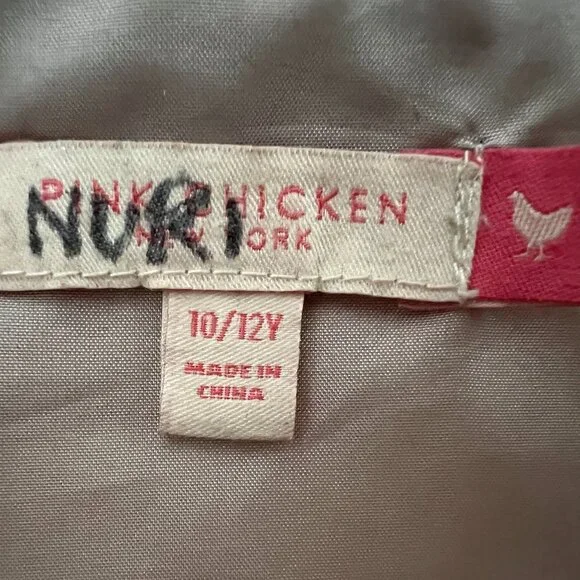 PINK CHICKEN
NEW YORK
NURI
10/12Y
MADE IN
CHINA